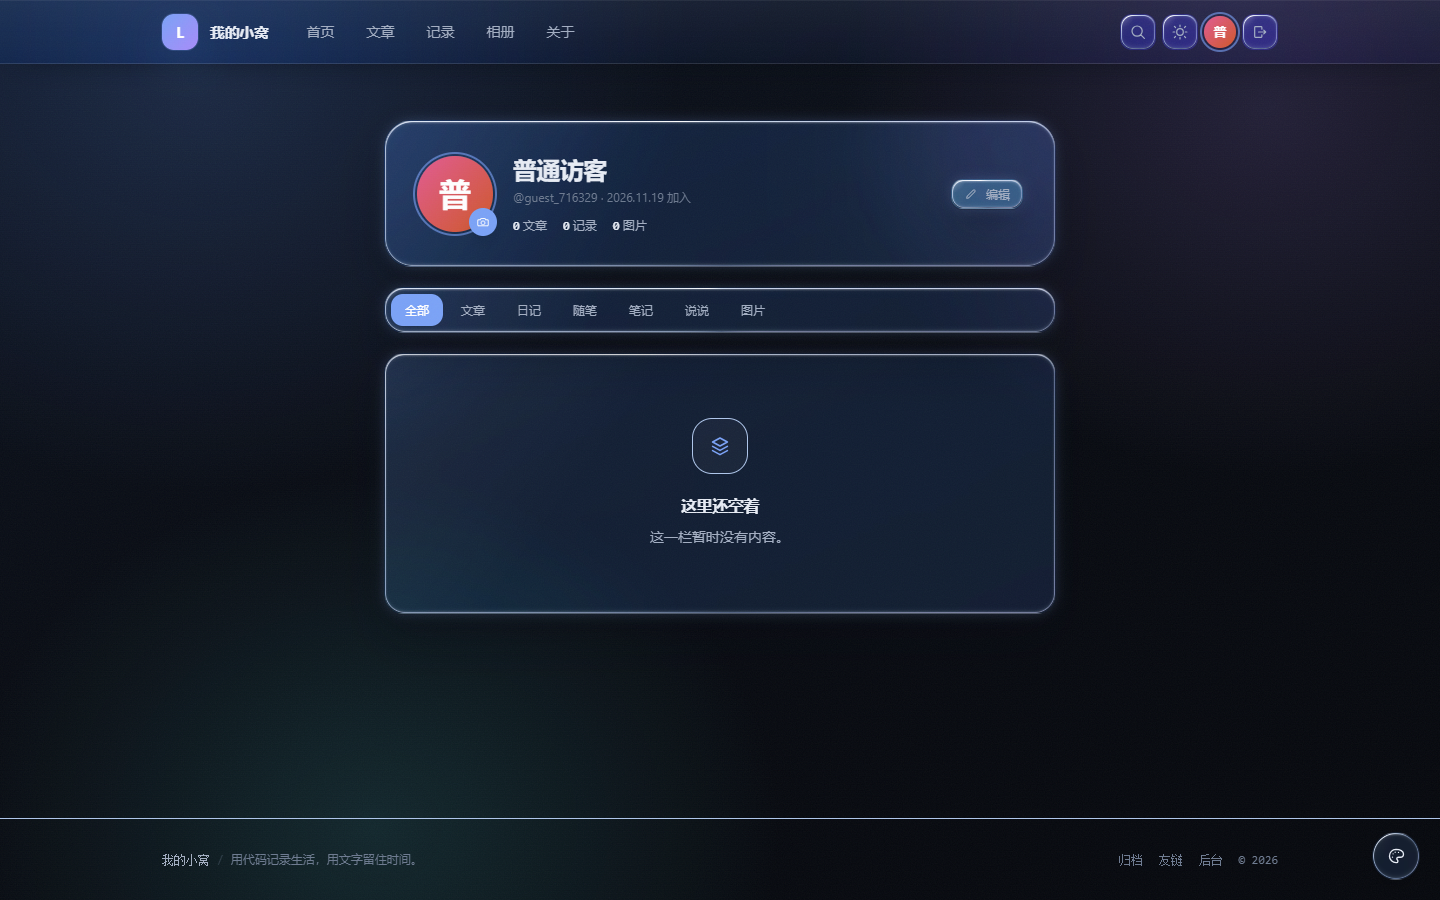 L 我的小窝 首页 文章 记录 相册 关于 普
普
普通访客
@guest_716329 · 2026.11.19 加入
0 文章 0 记录 0 图片
编辑
全部 文章 日记 随笔 笔记 说说 图片
这里还空着
这一栏暂时没有内容。
我的小窝 / 用代码记录生活，用文字留住时间。 归档 友链 后台 © 2026